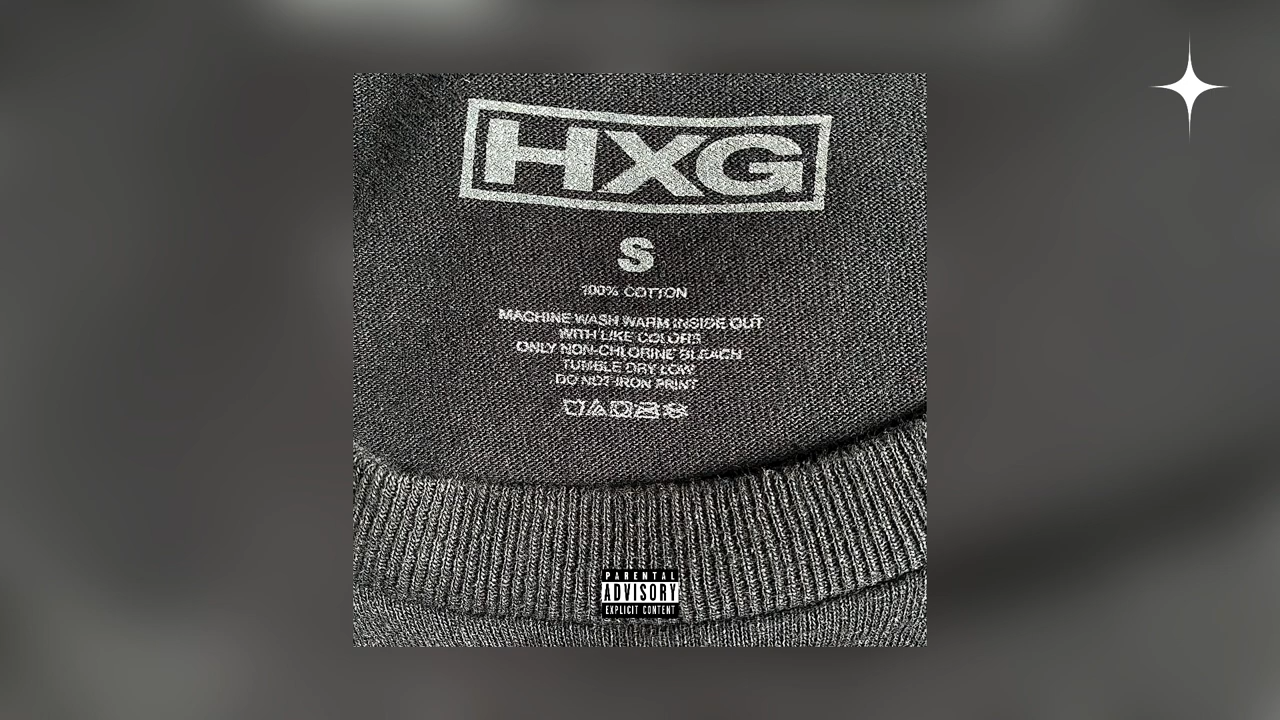 HXG
S
100% COTTON
MACHINE WASH WARM INSIDE OUT
WITH LIKE COLORS
ONLY NON-CHLORINE BLEACH
TUMBLE DRY LOW
DO NOT IRON PRINT
PARENTAL
ADVISORY
EXPLICIT CONTENT